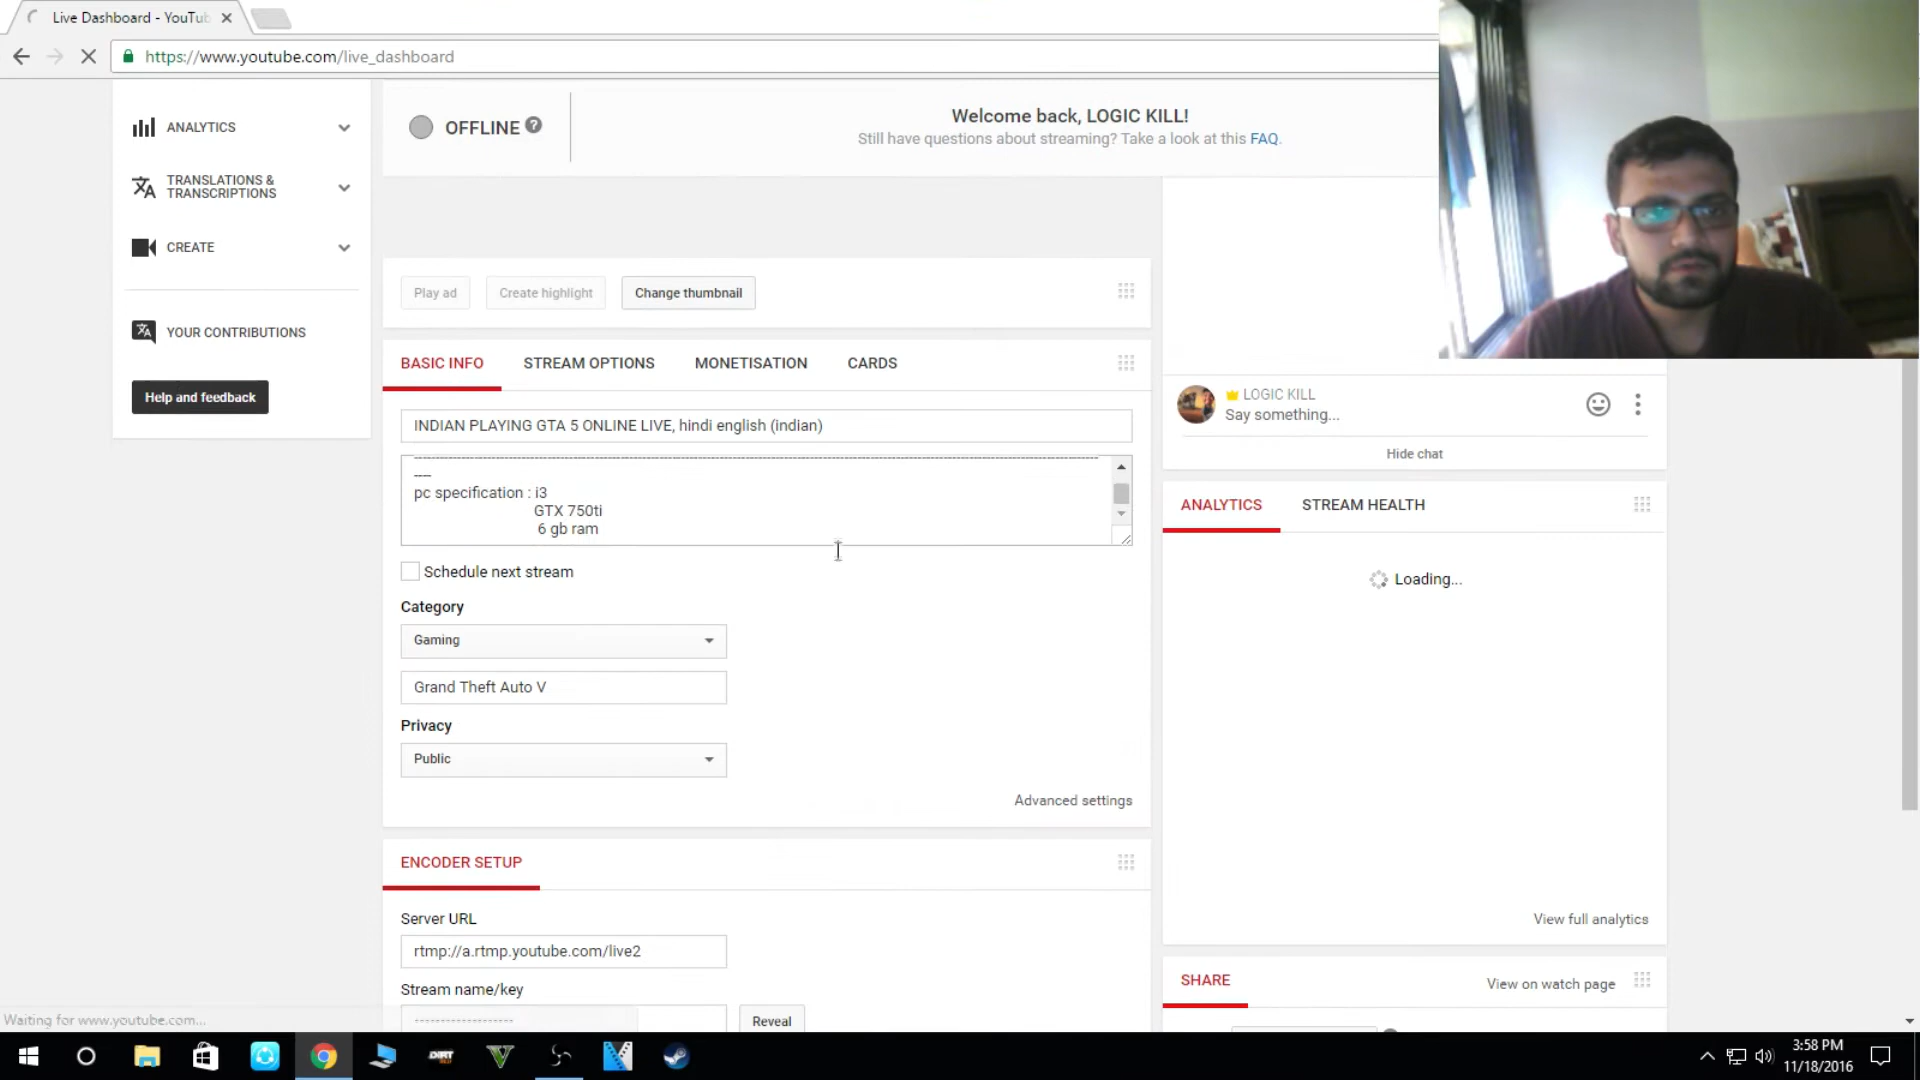 Live Dashboard - YouTub
https://www.youtube.com/live_dashboard
ANALYTICS
TRANSLATIONS &
TRANSCRIPTIONS
CREATE
YOUR CONTRIBUTIONS
Help and feedback
OFFLINE ?
Welcome back, LOGIC KILL!
Still have questions about streaming? Take a look at this FAQ.
Play ad
Create highlight
Change thumbnail
BASIC INFO
STREAM OPTIONS
MONETISATION
CARDS
INDIAN PLAYING GTA 5 ONLINE LIVE, hindi english (indian)
pc specification : i3
GTX 750ti
6 gb ram
Schedule next stream
Category
Gaming
Grand Theft Auto V
Privacy
Public
Advanced settings
ENCODER SETUP
Server URL
rtmp://a.rtmp.youtube.com/live2
Stream name/key
--------------------
Reveal
LOGIC KILL
Say something...
Hide chat
ANALYTICS
STREAM HEALTH
Loading...
View full analytics
SHARE
View on watch page
Waiting for www.youtube.com...
DiRT
3:58 PM
11/18/2016